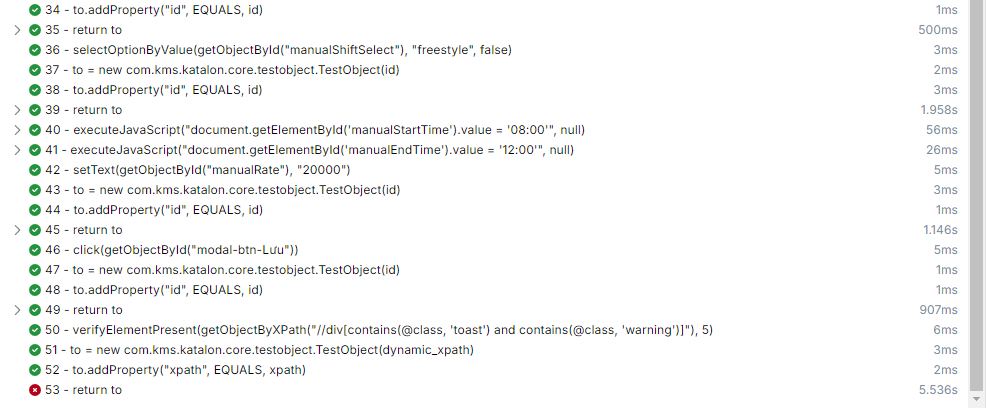 34 - to.addProperty("id", EQUALS, id) 1ms
35 - return to 500ms
36 - selectOptionByValue(getObjectById("manualShiftSelect"), "freestyle", false) 3ms
37 - to = new com.kms.katalon.core.testobject.TestObject(id) 2ms
38 - to.addProperty("id", EQUALS, id) 3ms
39 - return to 1.958s
40 - executeJavaScript("document.getElementById('manualStartTime').value = '08:00'", null) 56ms
41 - executeJavaScript("document.getElementById('manualEndTime').value = '12:00'", null) 26ms
42 - setText(getObjectById("manualRate"), "20000") 5ms
43 - to = new com.kms.katalon.core.testobject.TestObject(id) 3ms
44 - to.addProperty("id", EQUALS, id) 1ms
45 - return to 1.146s
46 - click(getObjectById("modal-btn-Lưu")) 5ms
47 - to = new com.kms.katalon.core.testobject.TestObject(id) 1ms
48 - to.addProperty("id", EQUALS, id) 1ms
49 - return to 907ms
50 - verifyElementPresent(getObjectByXPath("//div[contains(@class, 'toast') and contains(@class, 'warning')]"), 5) 6ms
51 - to = new com.kms.katalon.core.testobject.TestObject(dynamic_xpath) 3ms
52 - to.addProperty("xpath", EQUALS, xpath) 2ms
53 - return to 5.536s